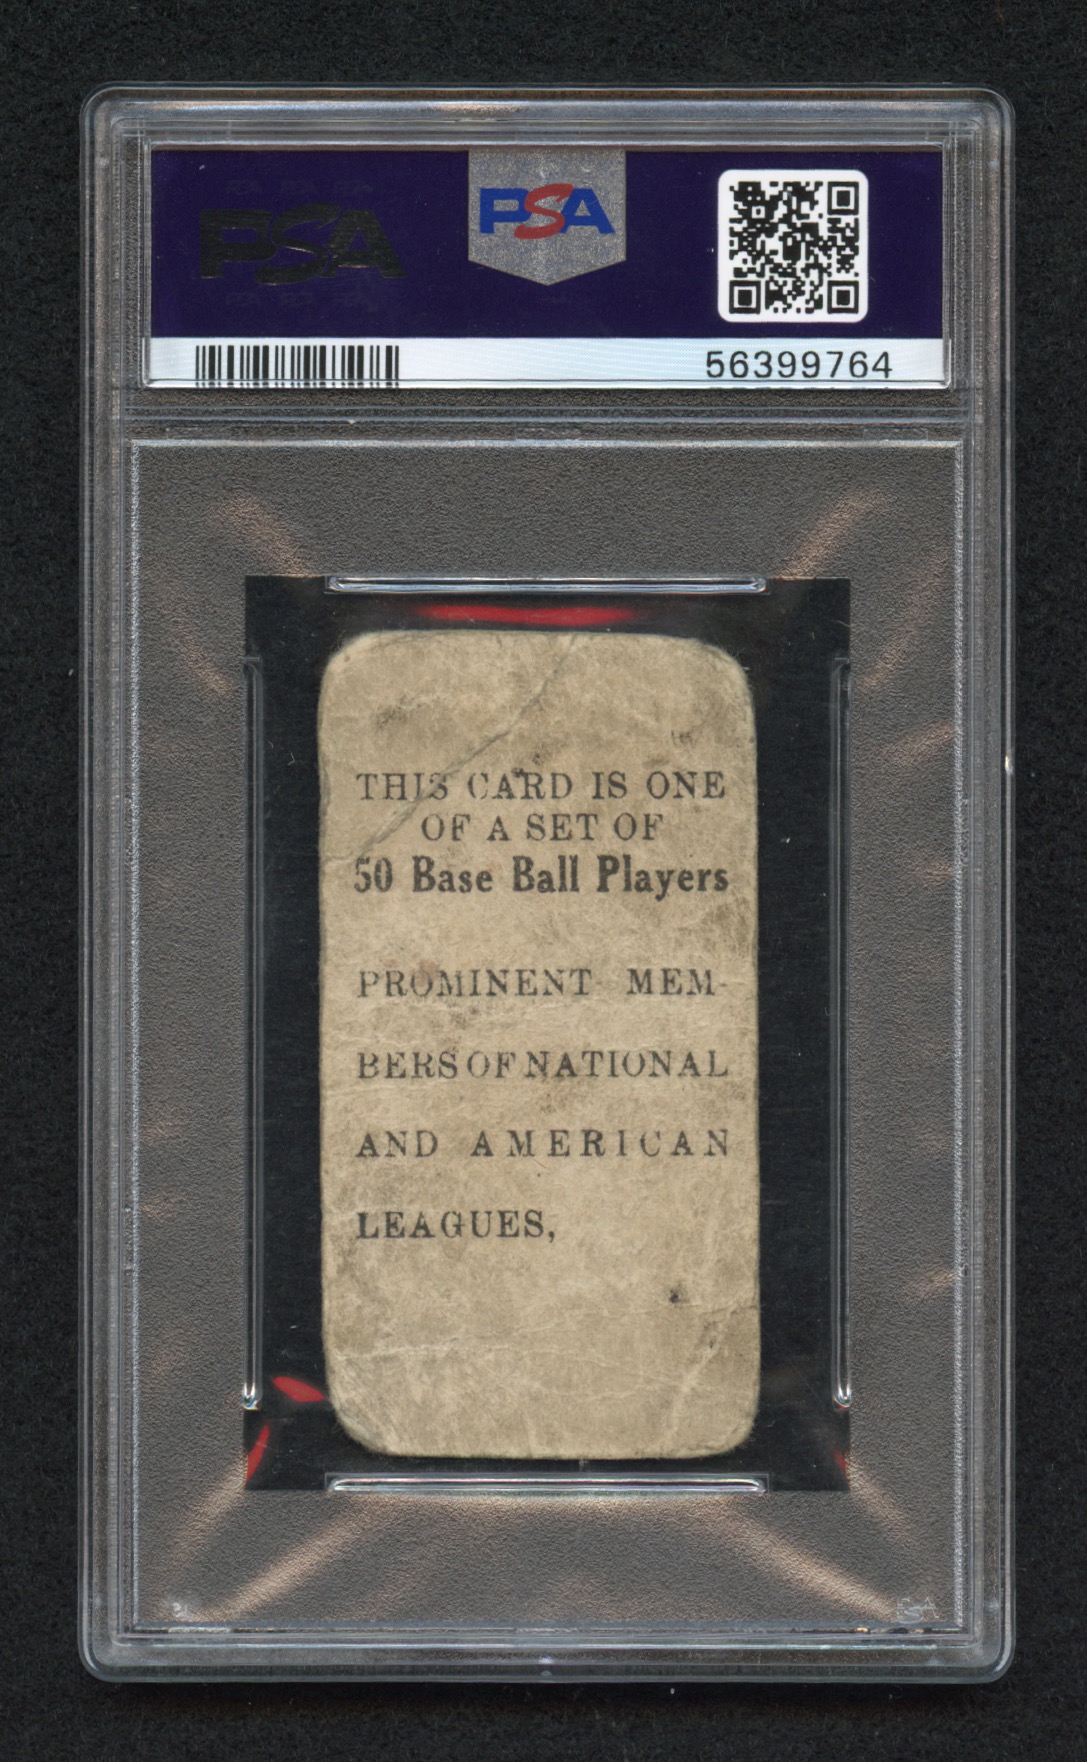 PSA
PSA
56399764
THIS CARD IS ONE
OF A SET OF
50 Base Ball Players
PROMINENT MEM-
BERS OF NATIONAL
AND AMERICAN
LEAGUES,